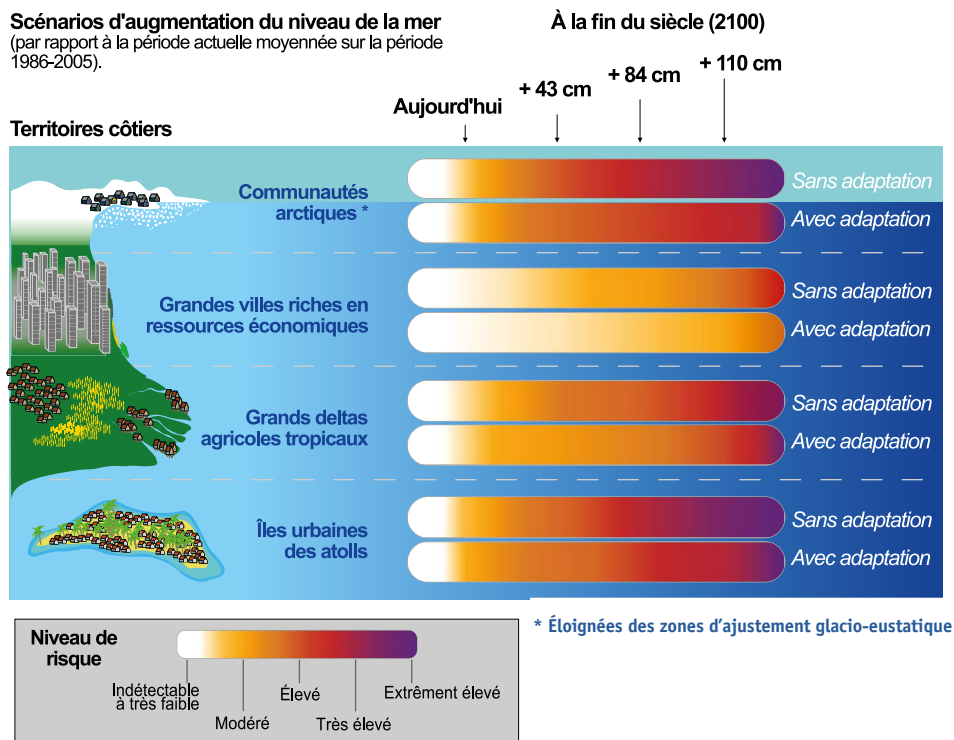 Scénarios d'augmentation du niveau de la mer
(par rapport à la période actuelle moyennée sur la période
1986-2005).
À la fin du siècle (2100)
Aujourd'hui
+ 43 cm
+ 84 cm
+ 110 cm
Territoires côtiers
Communautés
arctiques *
Sans adaptation
Avec adaptation
Grandes villes riches en
ressources économiques
Sans adaptation
Avec adaptation
Grands deltas
agricoles tropicaux
Sans adaptation
Avec adaptation
Îles urbaines
des atolls
Sans adaptation
Avec adaptation
* Éloignées des zones d'ajustement glacio-eustatique
Niveau de
risque
Indétectable
à très faible
Modéré
Élevé
Très élevé
Extrêment élevé